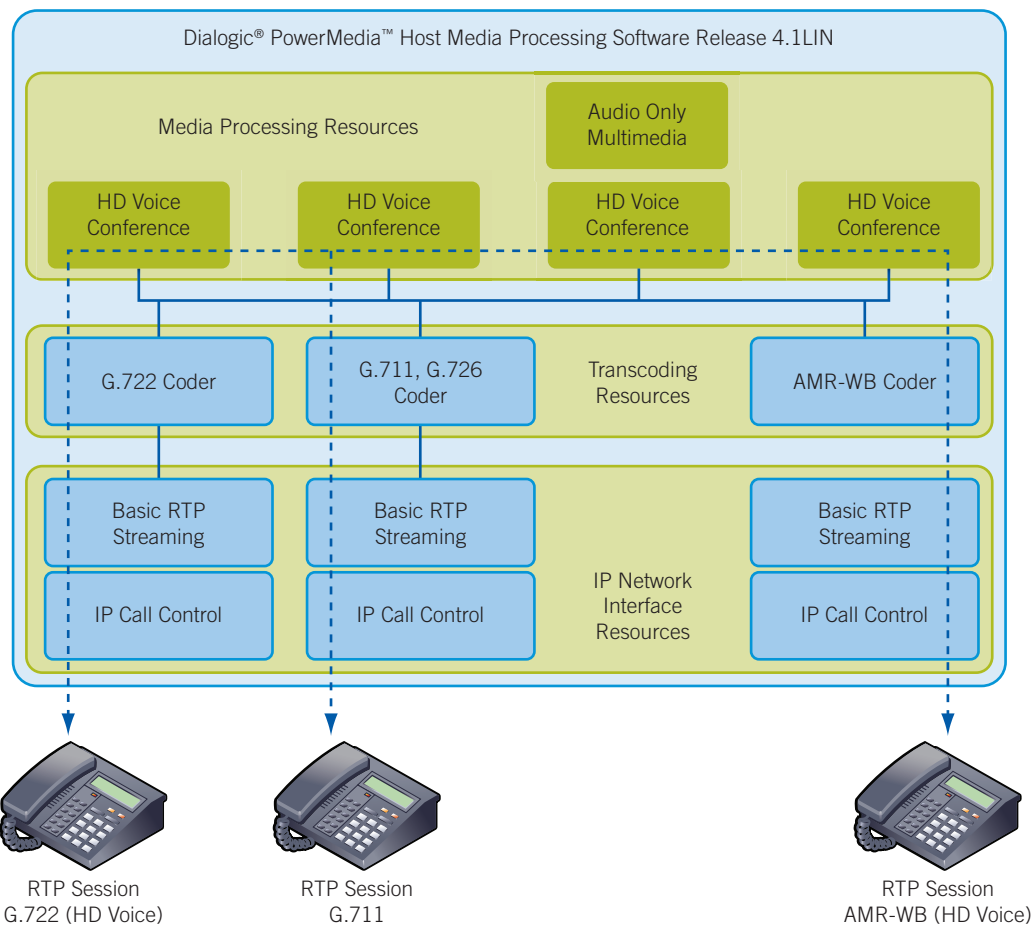 Dialogic® PowerMedia™ Host Media Processing Software Release 4.1LIN
Media Processing Resources
Audio Only
Multimedia
HD Voice
Conference
HD Voice
Conference
HD Voice
Conference
HD Voice
Conference
G.722 Coder
G.711, G.726
Coder
Transcoding
Resources
AMR-WB Coder
Basic RTP
Streaming
Basic RTP
Streaming
Basic RTP
Streaming
IP Call Control
IP Call Control
IP Network
Interface
Resources
IP Call Control
RTP Session
G.722 (HD Voice)
RTP Session
G.711
RTP Session
AMR-WB (HD Voice)